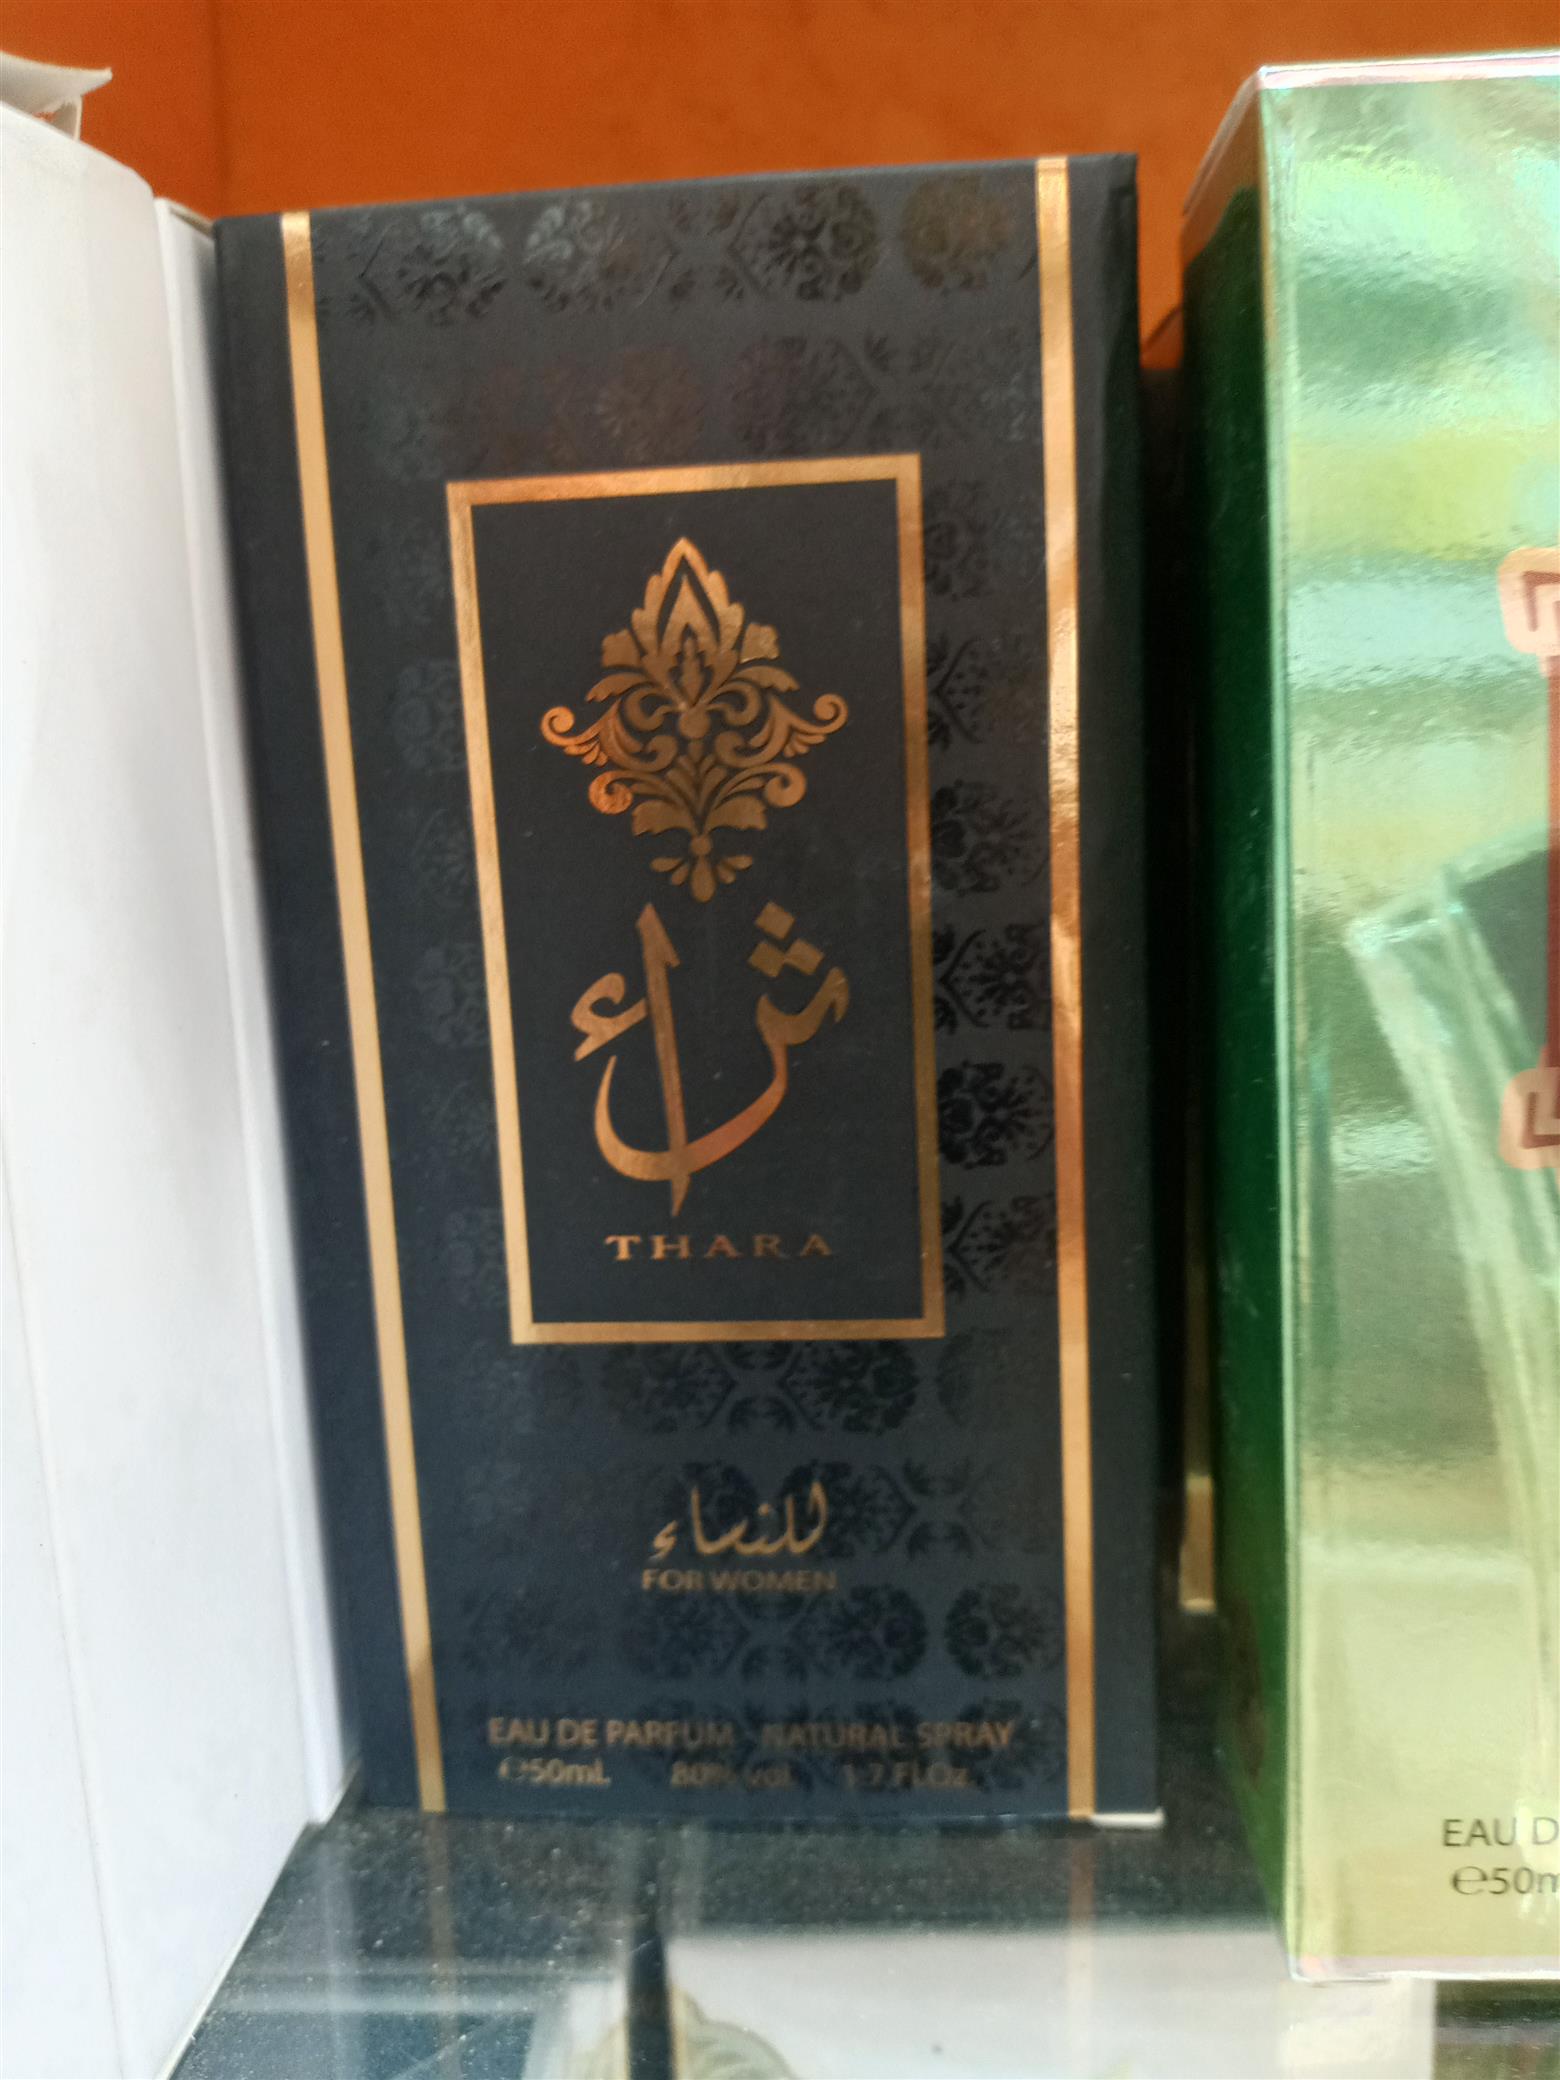 ثراء
THARA
للنساء
FOR WOMEN
EAU DE PARFUM - NATURAL SPRAY
℮50mL 80% vol. 1.7 Fl.Oz.
EAU D
℮50m